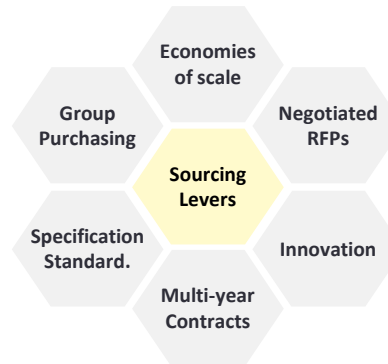 Economies
of scale
Group
Purchasing
Negotiated
RFPs
Sourcing
Levers
Specification
Standard.
Innovation
Multi-year
Contracts